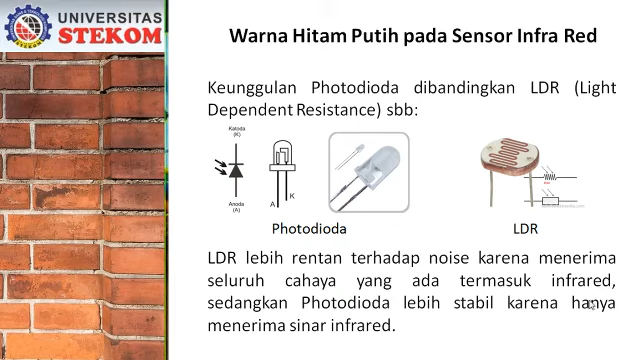 UNIVERSITAS
STEKOM
Warna Hitam Putih pada Sensor Infra Red
Keunggulan Photodioda dibandingkan LDR (Light
Dependent Resistance) sbb:
Katoda
(K)
Anoda
(A)
A
K
Photodioda
LDR
LDR lebih rentan terhadap noise karena menerima
seluruh cahaya yang ada termasuk infrared,
sedangkan Photodioda lebih stabil karena hanya
menerima sinar infrared.